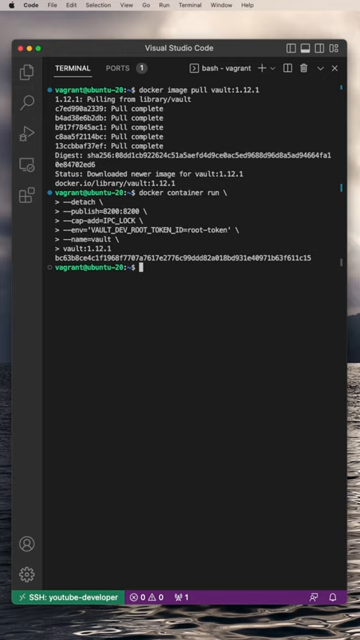 Code File Edit Selection View Go Run Terminal Window Help
Visual Studio Code
TERMINAL PORTS 1 bash - vagrant
vagrant@ubuntu-20:~$ docker image pull vault:1.12.1
1.12.1: Pulling from library/vault
c7ed990a2339: Pull complete
b4ad38e6b2db: Pull complete
b917f7845ac1: Pull complete
c8aa5f2114bc: Pull complete
13ccbbaf37ef: Pull complete
Digest: sha256:08dd1cb922624c51a5aefd4d9ce0ac5ed9688d96d8a5ad94664fa1
0e84702ed6
Status: Downloaded newer image for vault:1.12.1
docker.io/library/vault:1.12.1
vagrant@ubuntu-20:~$ docker container run \
> --detach \
> --publish=8200:8200 \
> --cap-add=IPC_LOCK \
> --env='VAULT_DEV_ROOT_TOKEN_ID=root-token' \
> --name=vault \
> vault:1.12.1
bc63b8ce4c1f1968f7707a7617e2776c99ddd82a018bd931e40971b63f611c15
vagrant@ubuntu-20:~$
SSH: youtube-developer 0 0 1